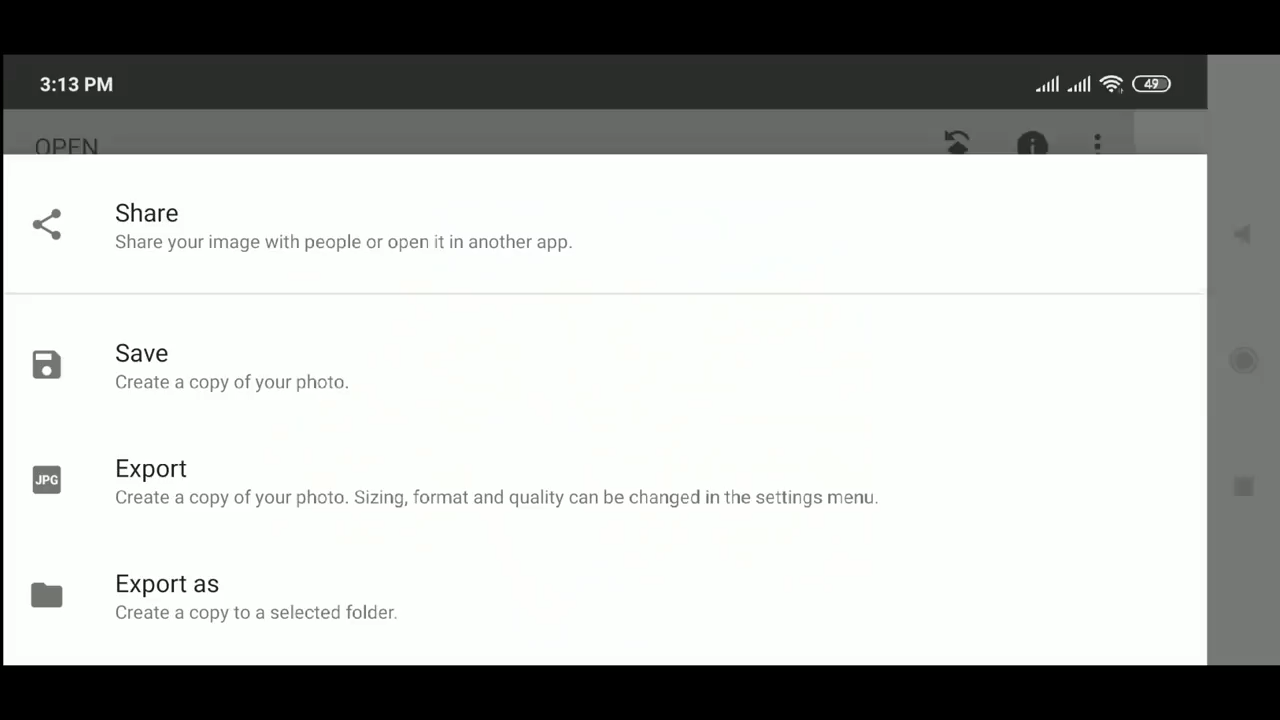 3:13 PM
49
OPEN
Share
Share your image with people or open it in another app.
Save
Create a copy of your photo.
JPG
Export
Create a copy of your photo. Sizing, format and quality can be changed in the settings menu.
Export as
Create a copy to a selected folder.